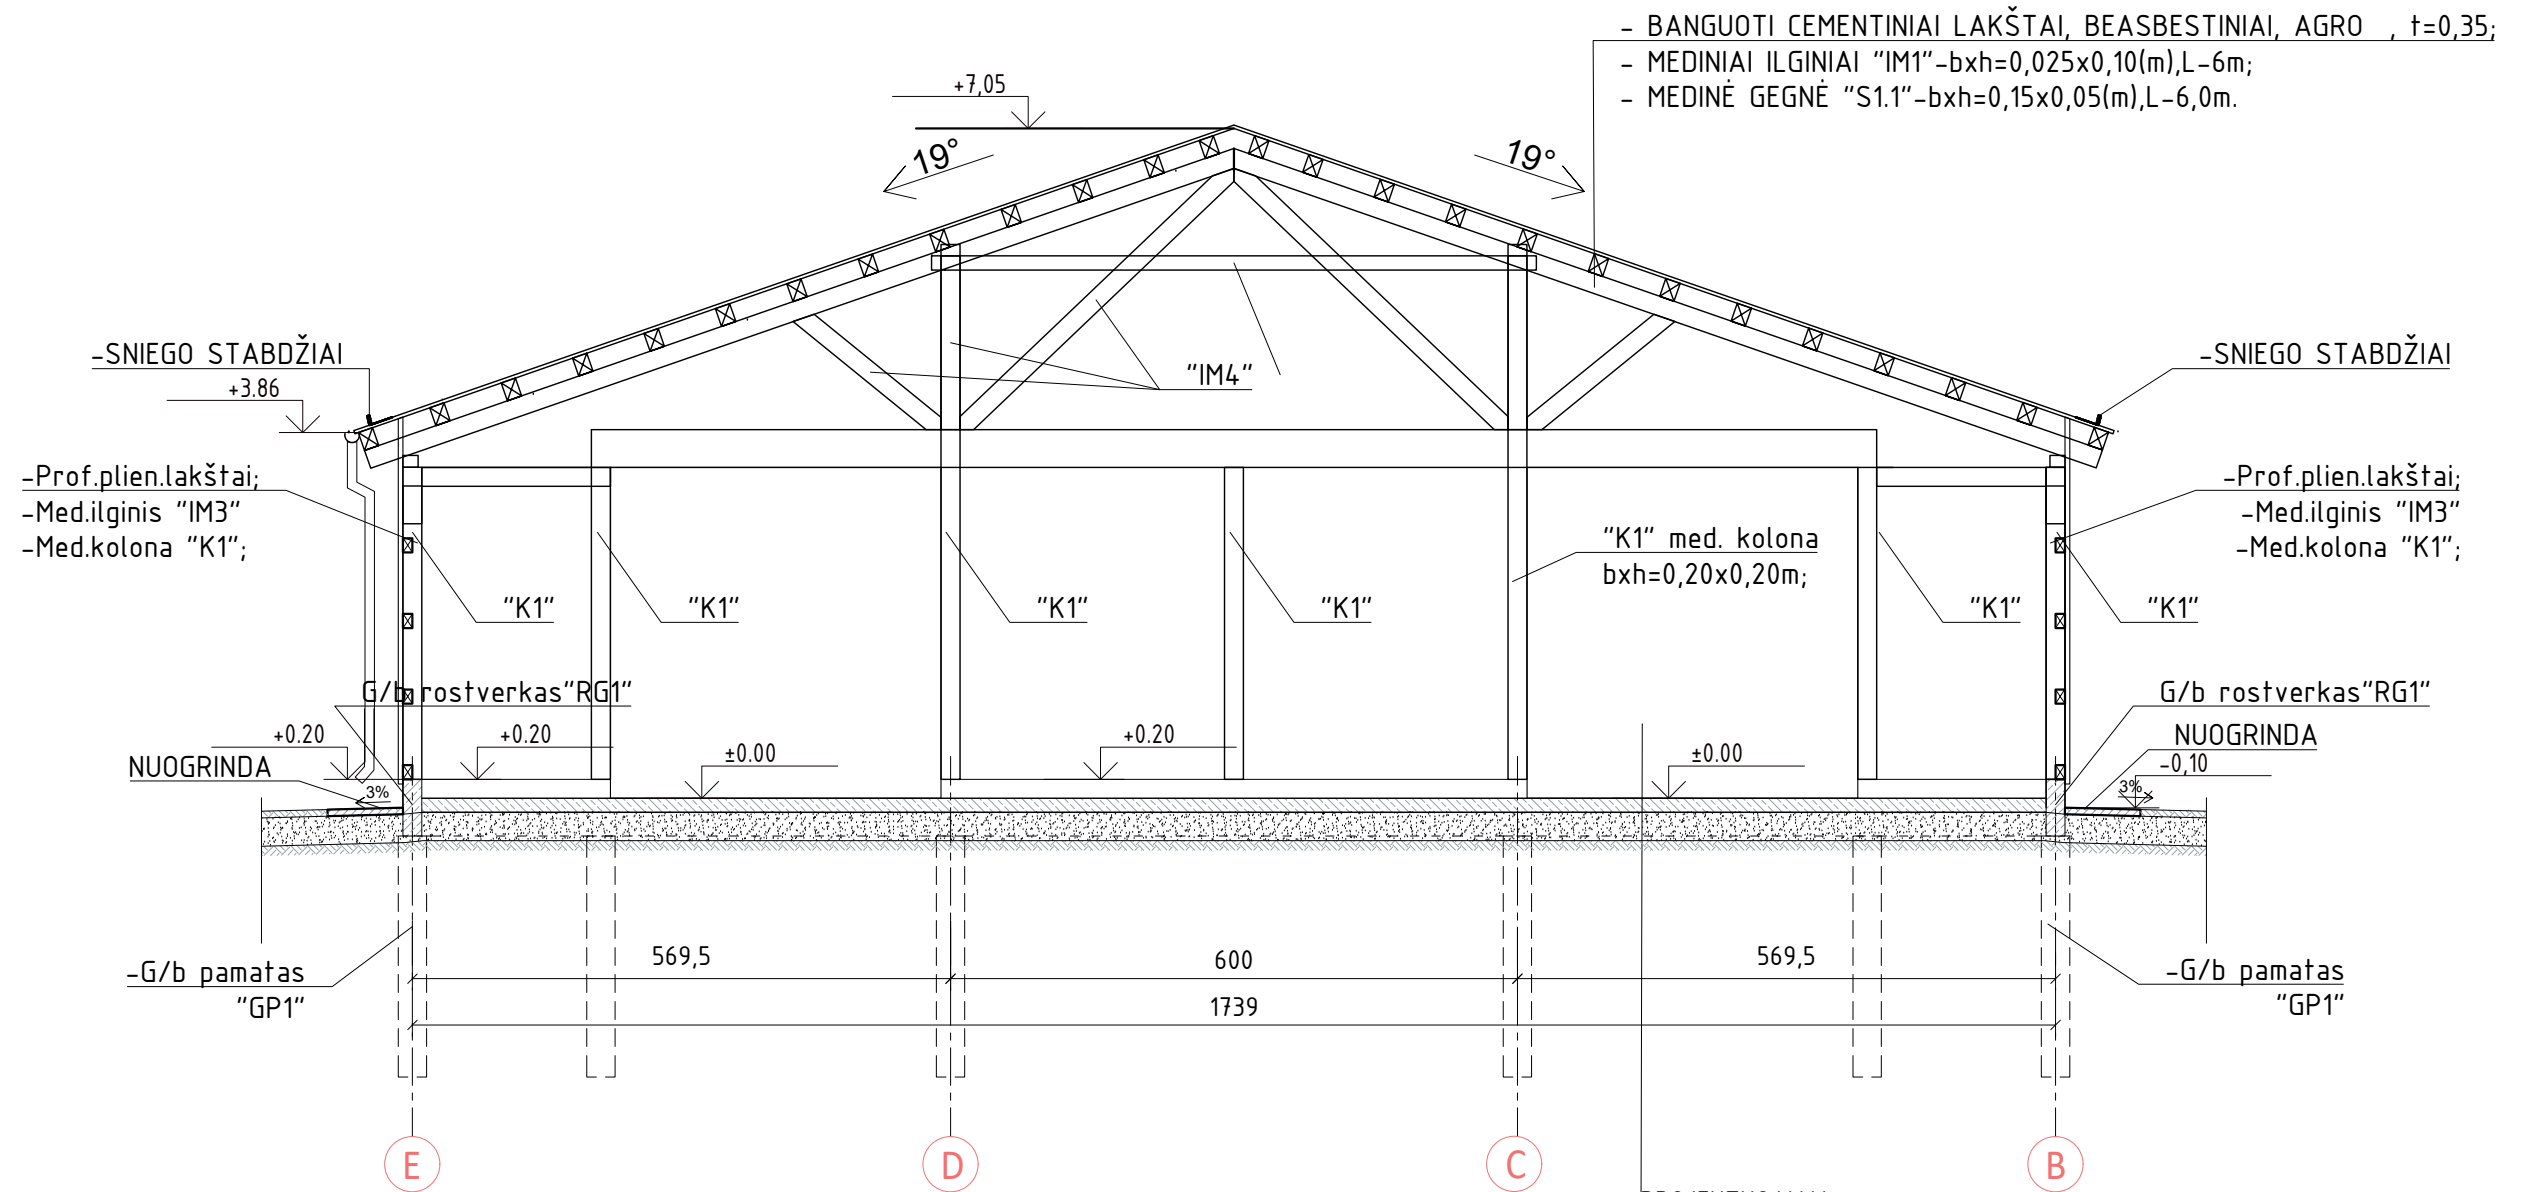 - BANGUOTI CEMENTINIAI LAKŠTAI, BEASBESTINIAI, AGRO , t=0,35;
- MEDINIAI ILGINIAI "IM1"-bxh=0,025x0,10(m),L-6m;
- MEDINĖ GEGNĖ "S1.1"-bxh=0,15x0,05(m),L-6,0m.
+7,05
19°
19°
-SNIEGO STABDŽIAI
-SNIEGO STABDŽIAI
+3.86
"IM4"
-Prof.plien.lakštai;
-Med.ilginis "IM3"
-Med.kolona "K1";
-Prof.plien.lakštai;
-Med.ilginis "IM3"
-Med.kolona "K1";
"K1" med. kolona
bxh=0,20x0,20m;
"K1"
"K1"
"K1"
"K1"
"K1"
"K1"
G/b rostverkas"RG1"
G/b rostverkas"RG1"
+0.20
+0.20
±0.00
+0.20
±0.00
NUOGRINDA
NUOGRINDA
-0,10
3%
3%
569,5
600
569,5
1739
-G/b pamatas
"GP1"
-G/b pamatas
"GP1"
E
D
C
B